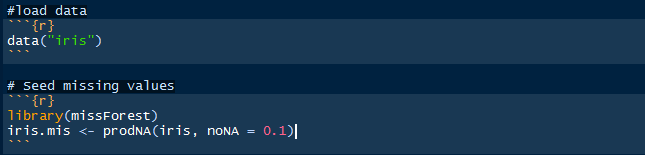 #load data
```{r}
data("iris")
```
# Seed missing values
```{r}
library(missForest)
iris.mis <- prodNA(iris, noNA = 0.1)
```